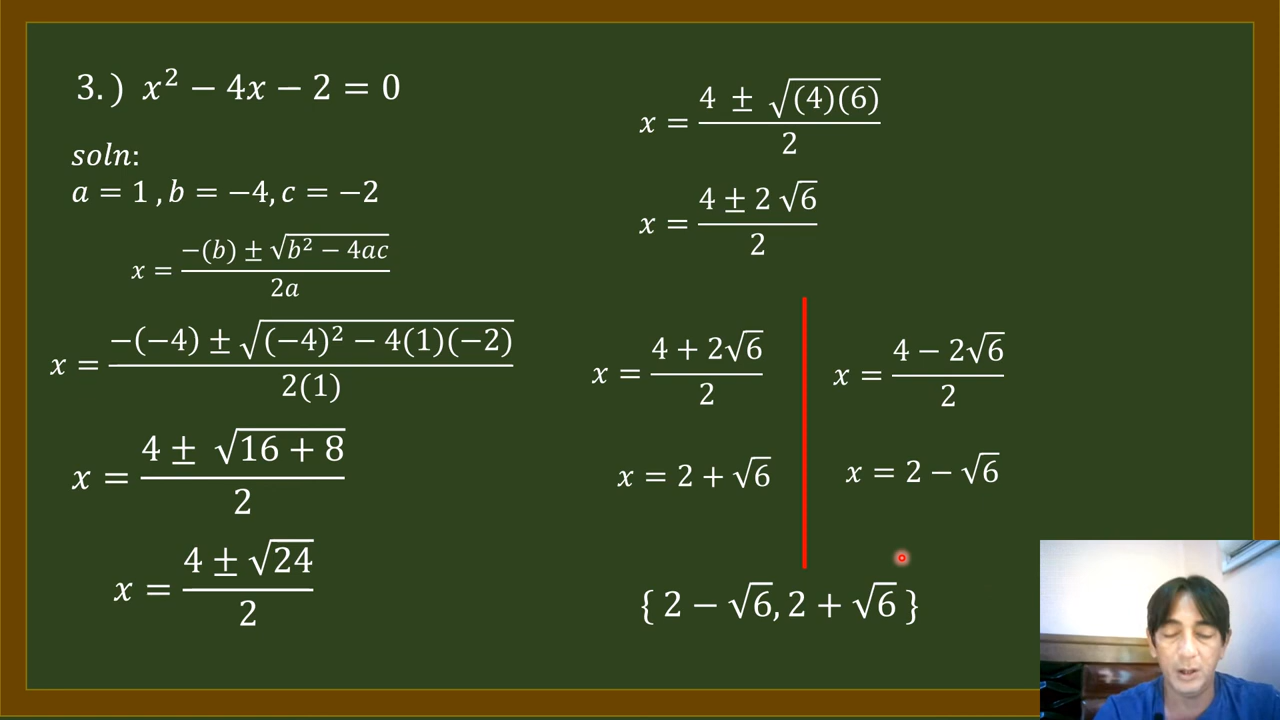 3.) x² − 4x − 2 = 0
soln:
a = 1 , b = −4, c = −2
x = (−(b) ± √(b² − 4ac)) / 2a
x = (−(−4) ± √((−4)² − 4(1)(−2))) / 2(1)
x = (4 ± √(16 + 8)) / 2
x = (4 ± √24) / 2
x = (4 ± √((4)(6))) / 2
x = (4 ± 2 √6) / 2
x = (4 + 2√6) / 2
x = 2 + √6
x = (4 − 2√6) / 2
x = 2 − √6
{ 2 − √6, 2 + √6 }